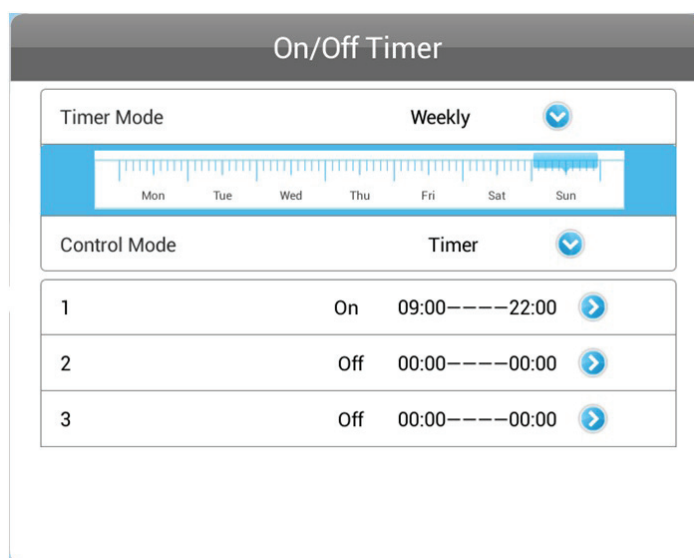 On/Off Timer
Timer Mode Weekly
Mon Tue Wed Thu Fri Sat Sun
Control Mode Timer
1 On 09:00————22:00
2 Off 00:00————00:00
3 Off 00:00————00:00